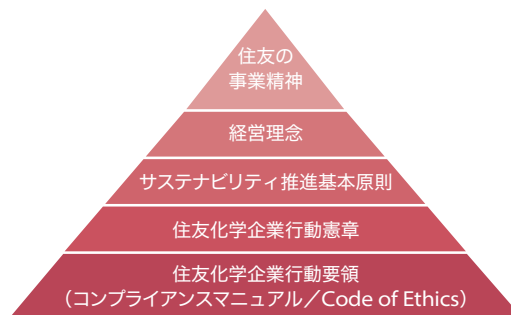 住友の
事業精神
経営理念
サステナビリティ推進基本原則
住友化学企業行動憲章
住友化学企業行動要領
（コンプライアンスマニュアル／Code of Ethics）